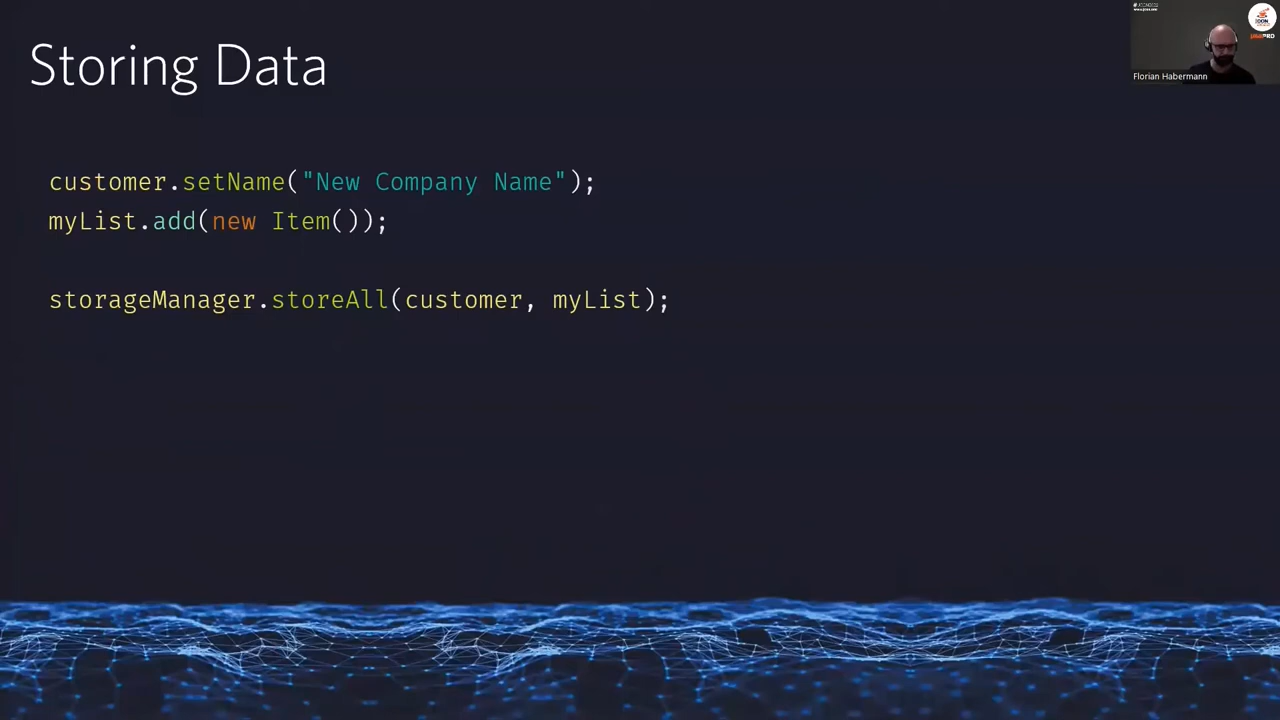 Storing Data
customer.setName("New Company Name");
myList.add(new Item());
storageManager.storeAll(customer, myList);
Florian Habermann